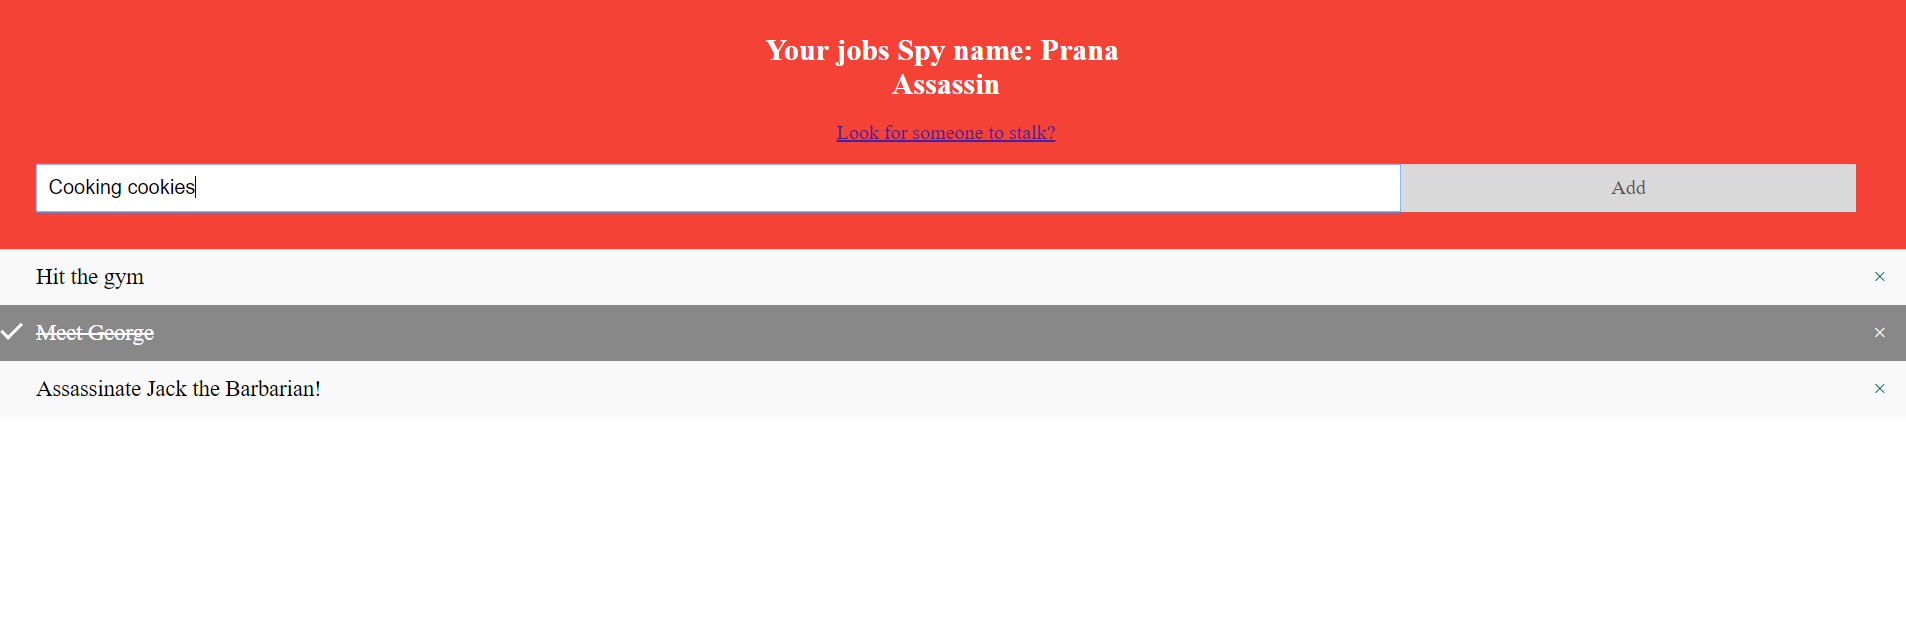 Your jobs Spy name: Prana
Assassin
Look for someone to stalk?
Cooking cookies
Add
Hit the gym ×
Meet George ×
Assassinate Jack the Barbarian! ×